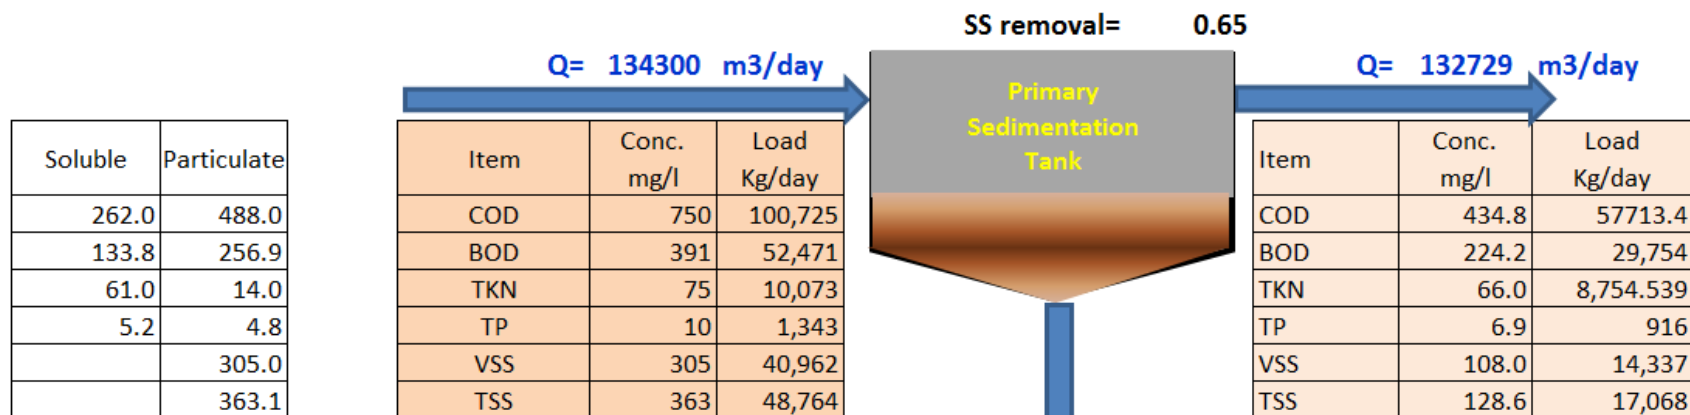 SS removal= 0.65
Q= 134300 m3/day
Q= 132729 m3/day
Primary
Sedimentation
Tank
Soluble Particulate
262.0 488.0
133.8 256.9
61.0 14.0
5.2 4.8
305.0
363.1
Item Conc. mg/l Load Kg/day
COD 750 100,725
BOD 391 52,471
TKN 75 10,073
TP 10 1,343
VSS 305 40,962
TSS 363 48,764
Item Conc. mg/l Load Kg/day
COD 434.8 57713.4
BOD 224.2 29,754
TKN 66.0 8,754.539
TP 6.9 916
VSS 108.0 14,337
TSS 128.6 17,068